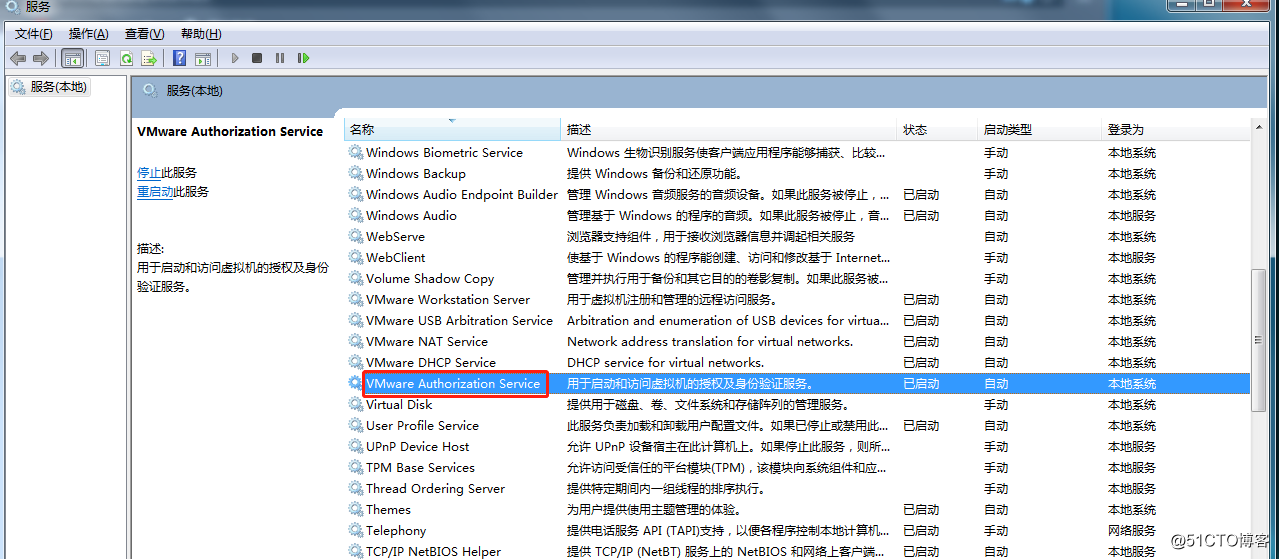 服务
文件(F) 操作(A) 查看(V) 帮助(H)
服务(本地)
服务(本地)
VMware Authorization Service
停止此服务
重启动此服务
描述:
用于启动和访问虚拟机的授权及身份
验证服务。
名称 描述 状态 启动类型 登录为
Windows Biometric Service Windows 生物识别服务使客户端应用程序能够捕获、比较... 手动 本地系统
Windows Backup 提供 Windows 备份和还原功能。 手动 本地系统
Windows Audio Endpoint Builder 管理 Windows 音频服务的音频设备。如果此服务被停止，... 已启动 自动 本地系统
Windows Audio 管理基于 Windows 的程序的音频。如果此服务被停止，音... 已启动 自动 本地服务
WebServe 浏览器支持组件，用于接收浏览器信息并调起相关服务 自动 本地系统
WebClient 使基于 Windows 的程序能创建、访问和修改基于 Internet... 手动 本地服务
Volume Shadow Copy 管理并执行用于备份和其它目的的卷影复制。如果此服务被... 手动 本地系统
VMware Workstation Server 用于虚拟机注册和管理的远程访问服务。 已启动 自动 本地系统
VMware USB Arbitration Service Arbitration and enumeration of USB devices for virtua... 已启动 自动 本地系统
VMware NAT Service Network address translation for virtual networks. 已启动 自动 本地系统
VMware DHCP Service DHCP service for virtual networks. 已启动 自动 本地系统
VMware Authorization Service 用于启动和访问虚拟机的授权及身份验证服务。 已启动 自动 本地系统
Virtual Disk 提供用于磁盘、卷、文件系统和存储阵列的管理服务。 手动 本地系统
User Profile Service 此服务负责加载和卸载用户配置文件。如果已停止或禁用此... 已启动 自动 本地系统
UPnP Device Host 允许 UPnP 设备宿主在此计算机上。如果停止此服务，则所... 手动 本地服务
TPM Base Services 允许访问受信任的平台模块(TPM)，该模块向系统组件和应... 手动 本地服务
Thread Ordering Server 提供特定期间内一组线程的排序执行。 手动 本地服务
Themes 为用户提供使用主题管理的体验。 已启动 自动 本地系统
Telephony 提供电话服务 API (TAPI)支持，以便各程序控制本地计算机... 已启动 手动 网络服务
TCP/IP NetBIOS Helper 提供 TCP/IP (NetBT) 服务上的 NetBIOS 和网络上客户端... 已启动 自动 本地服务
@51CTO博客